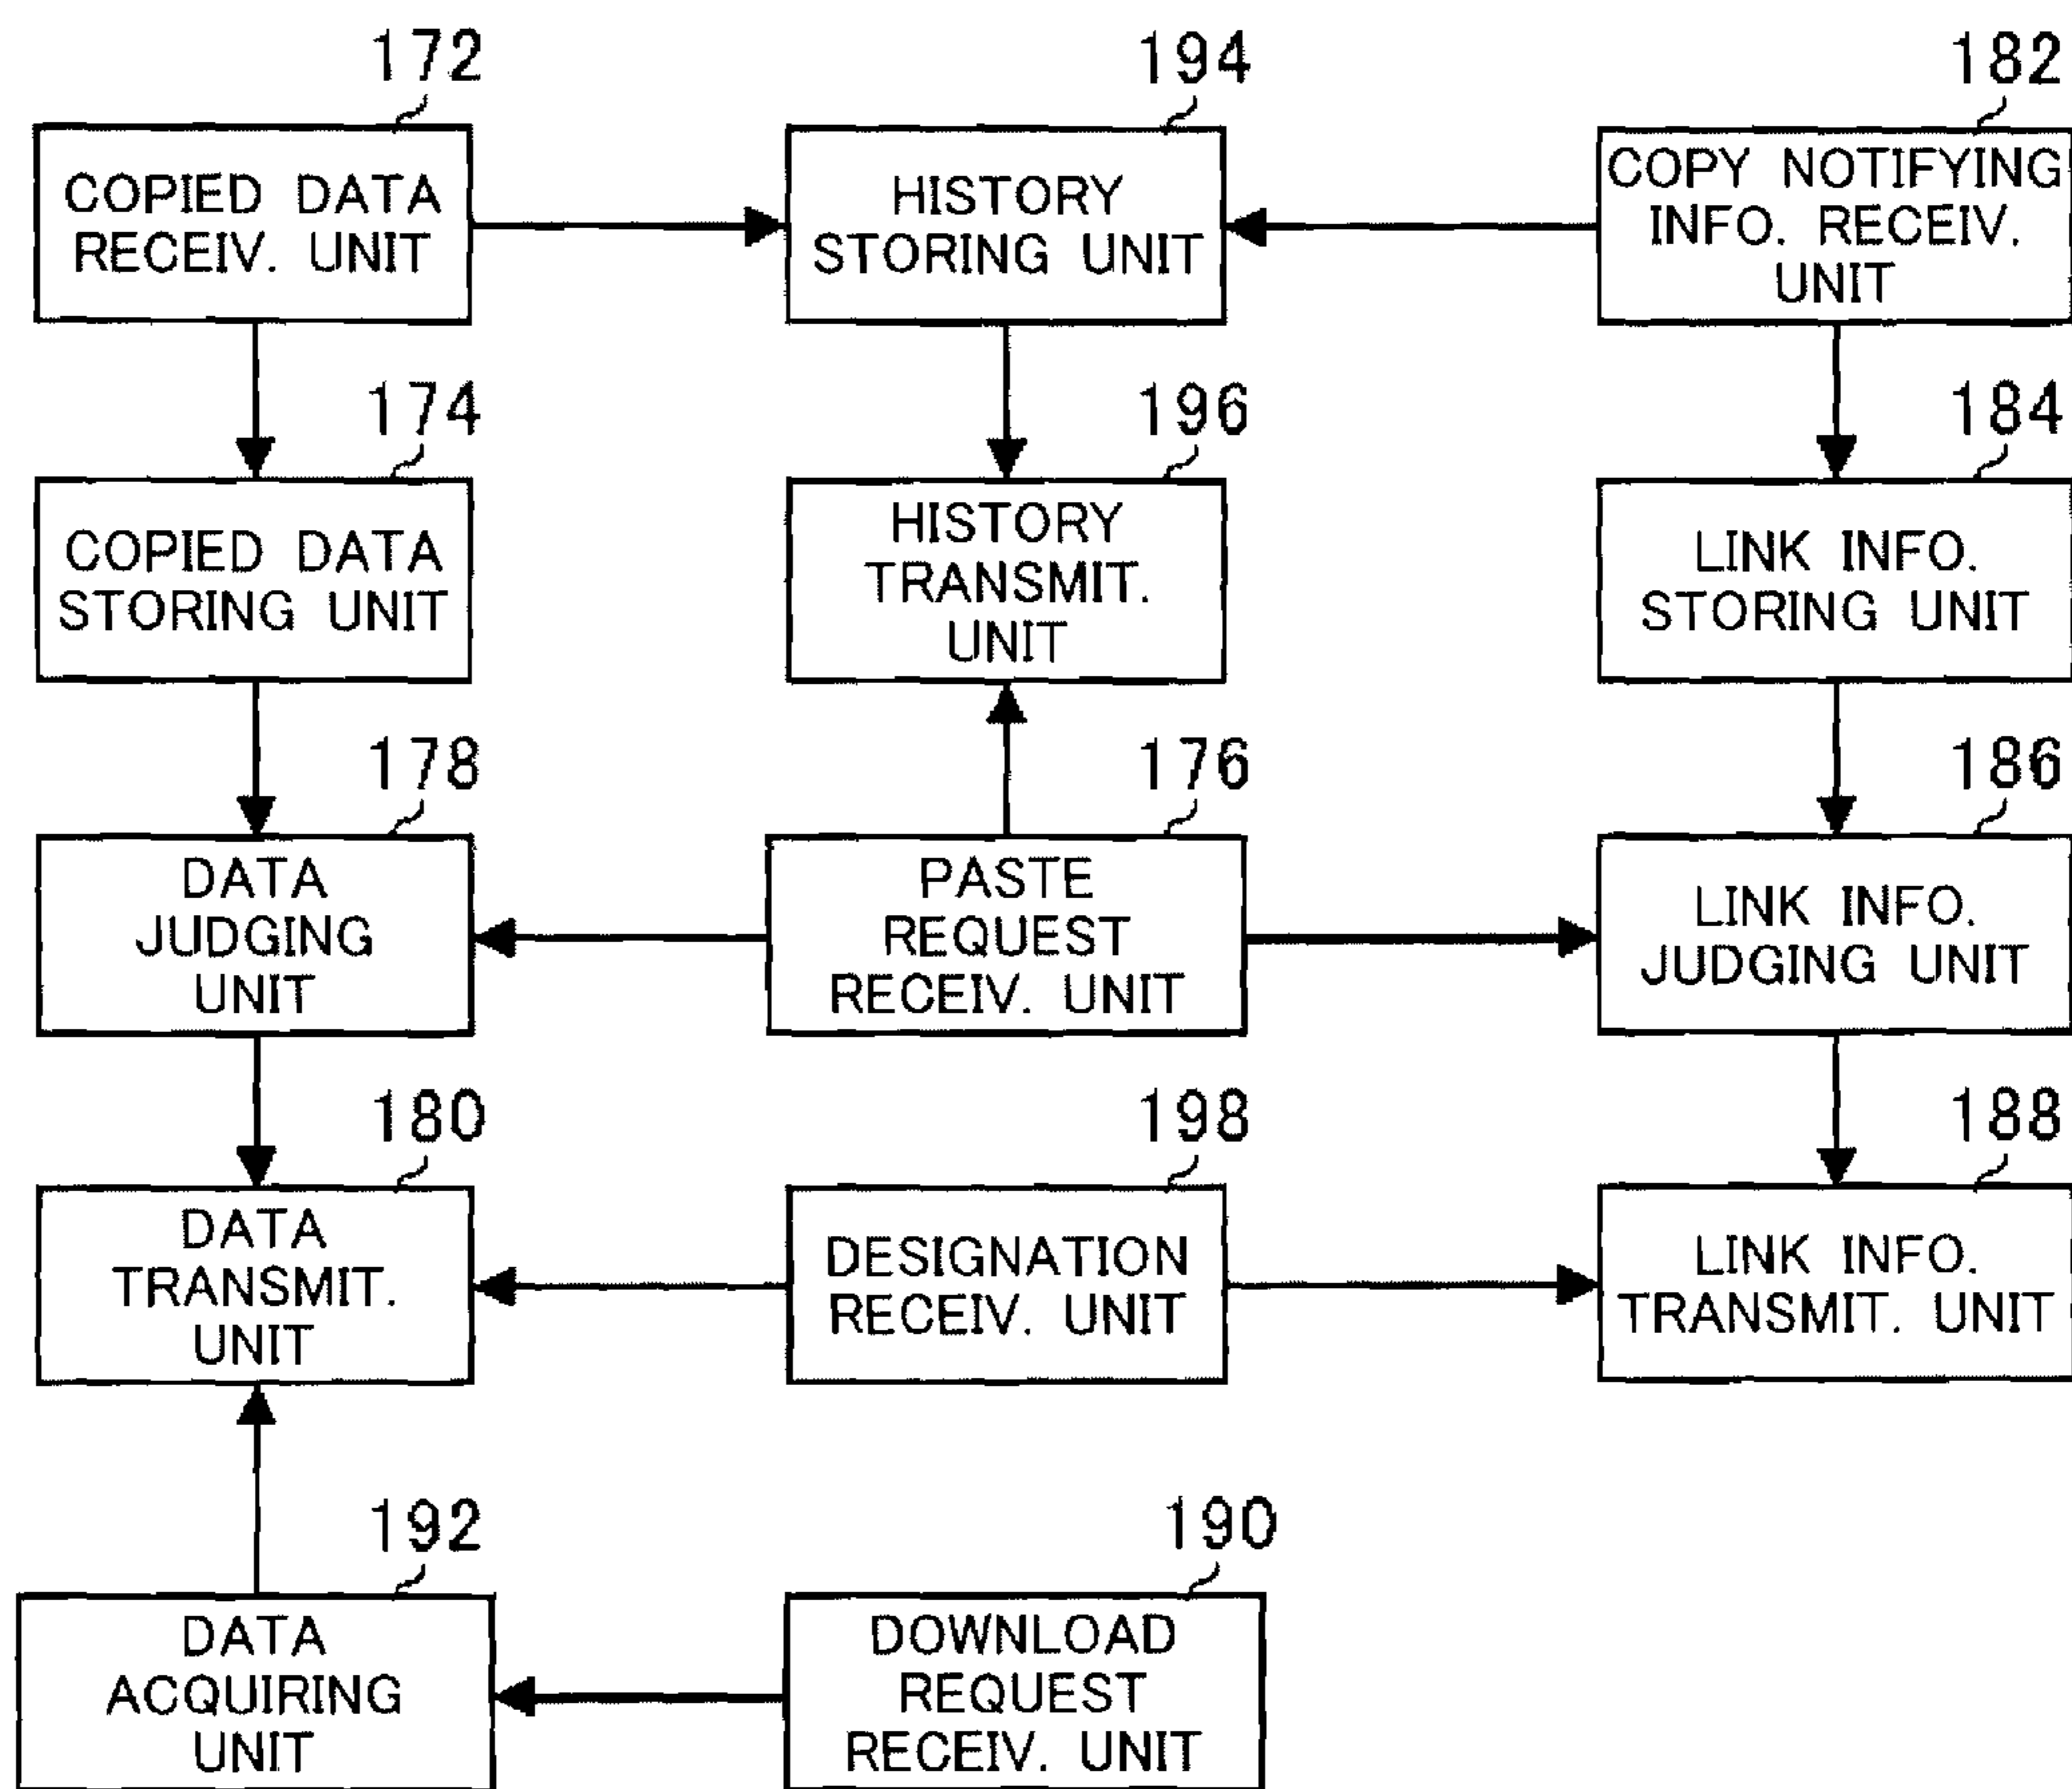 172
COPIED DATA
RECEIV. UNIT
194
HISTORY
STORING UNIT
182
COPY NOTIFYING
INFO. RECEIV.
UNIT
174
COPIED DATA
STORING UNIT
196
HISTORY
TRANSMIT.
UNIT
184
LINK INFO.
STORING UNIT
178
DATA
JUDGING
UNIT
176
PASTE
REQUEST
RECEIV. UNIT
186
LINK INFO.
JUDGING UNIT
180
DATA
TRANSMIT.
UNIT
198
DESIGNATION
RECEIV. UNIT
188
LINK INFO.
TRANSMIT. UNIT
192
DATA
ACQUIRING
UNIT
190
DOWNLOAD
REQUEST
RECEIV. UNIT